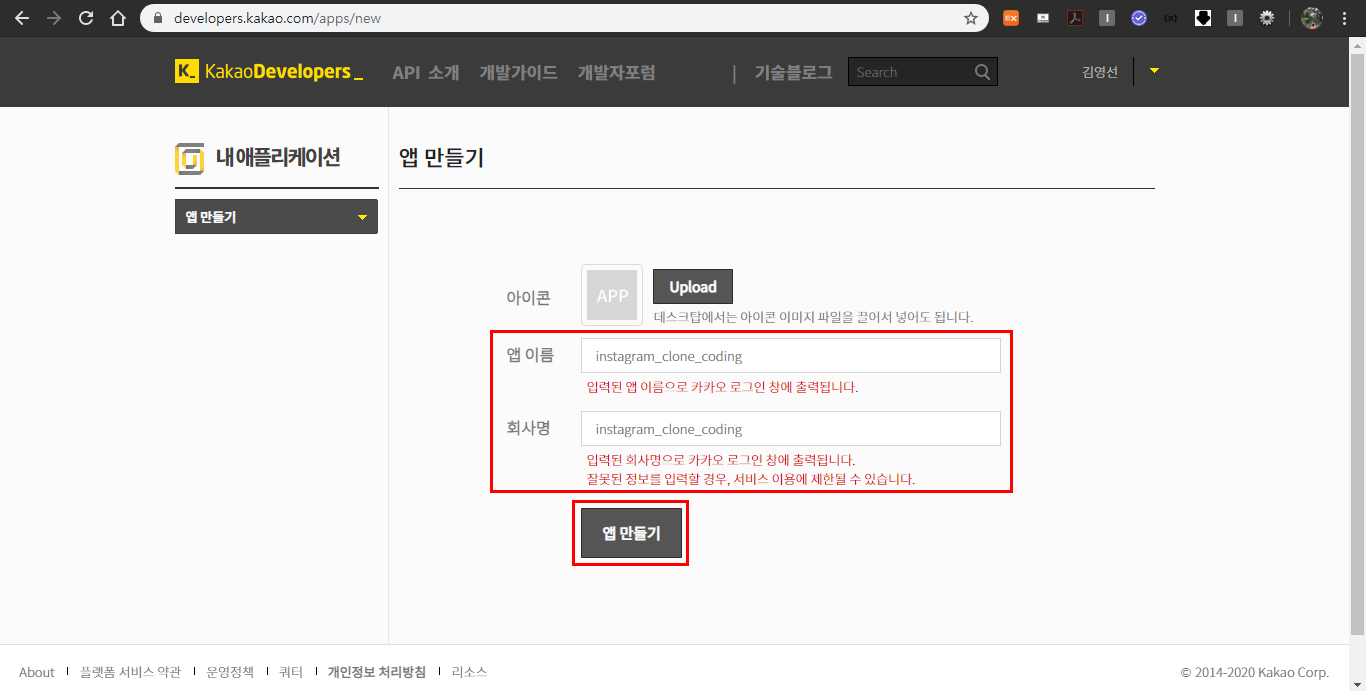 developers.kakao.com/apps/new
K_ KakaoDevelopers_ API 소개 개발가이드 개발자포럼 | 기술블로그 Search 김영선
내 애플리케이션
앱 만들기
앱 만들기
아이콘 APP Upload
데스크탑에서는 아이콘 이미지 파일을 끌어서 넣어도 됩니다.
앱 이름 instagram_clone_coding
입력된 앱 이름으로 카카오 로그인 창에 출력됩니다.
회사명 instagram_clone_coding
입력된 회사명으로 카카오 로그인 창에 출력됩니다.
잘못된 정보를 입력할 경우, 서비스 이용에 제한될 수 있습니다.
앱 만들기
About 플랫폼 서비스 약관 운영정책 쿼터 개인정보 처리방침 리소스 © 2014-2020 Kakao Corp.